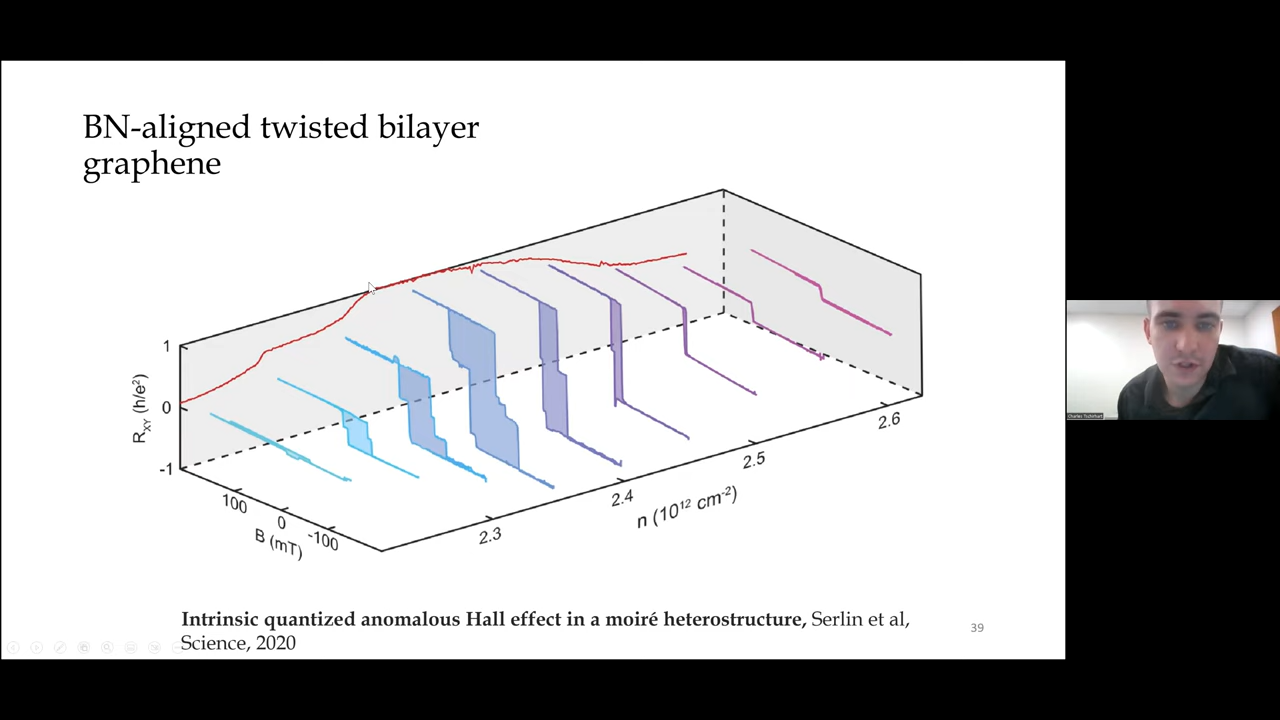 BN-aligned twisted bilayer
graphene
1
0
-1
R_XY (h/e²)
100
0
-100
B (mT)
2.3
2.4
2.5
2.6
n (10¹² cm⁻²)
Intrinsic quantized anomalous Hall effect in a moiré heterostructure, Serlin et al,
Science, 2020
39